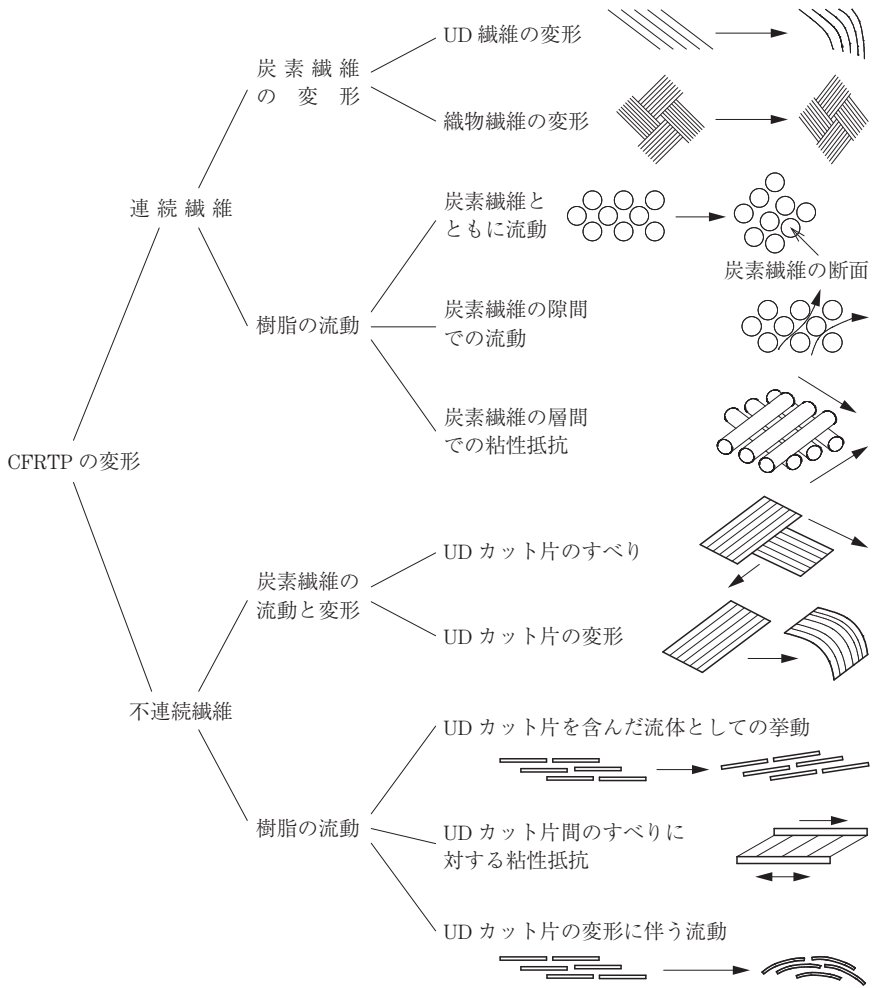 UD 繊維の変形
炭素繊維
の変形
織物繊維の変形
連続繊維
炭素繊維と
ともに流動
炭素繊維の断面
樹脂の流動
炭素繊維の隙間
での流動
炭素繊維の層間
での粘性抵抗
CFRTP の変形
UD カット片のすべり
炭素繊維の
流動と変形
UD カット片の変形
不連続繊維
UD カット片を含んだ流体としての挙動
樹脂の流動
UD カット片間のすべりに
対する粘性抵抗
UD カット片の変形に伴う流動